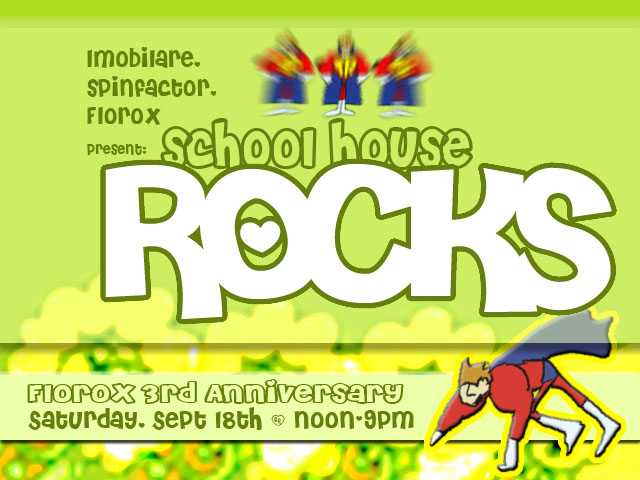 Imobilare.
Spinfactor.
Florox
present:
School house
ROCKS
Florox 3rd Anniversary
Saturday. Sept 18th @ noon-9pm